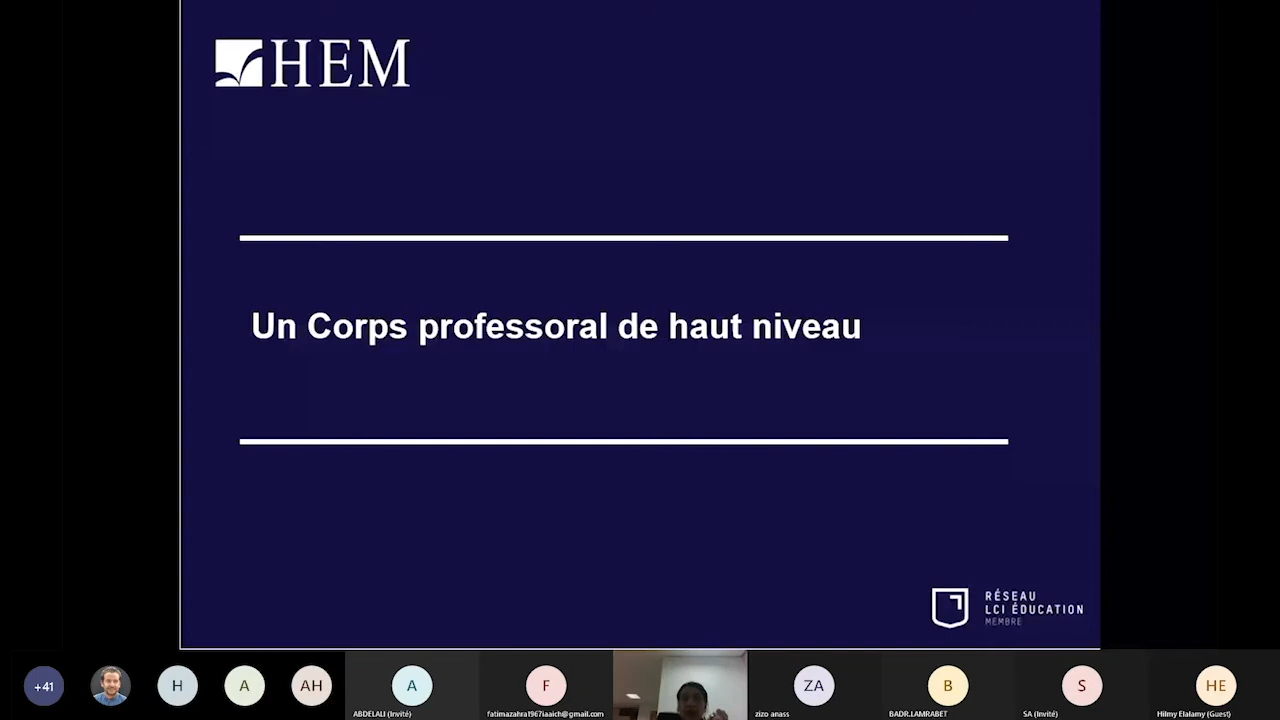 HEM
Un Corps professoral de haut niveau
RÉSEAU
LCI ÉDUCATION
MEMBRE
+41
H
A
AH
A
F
ZA
B
S
HE
ABDELALI (Invité)
fatimazahra1967iaaich@gmail.com
zizo anass
BADR.LAMRABET
SA (Invité)
Hilmy Elalamy (Guest)